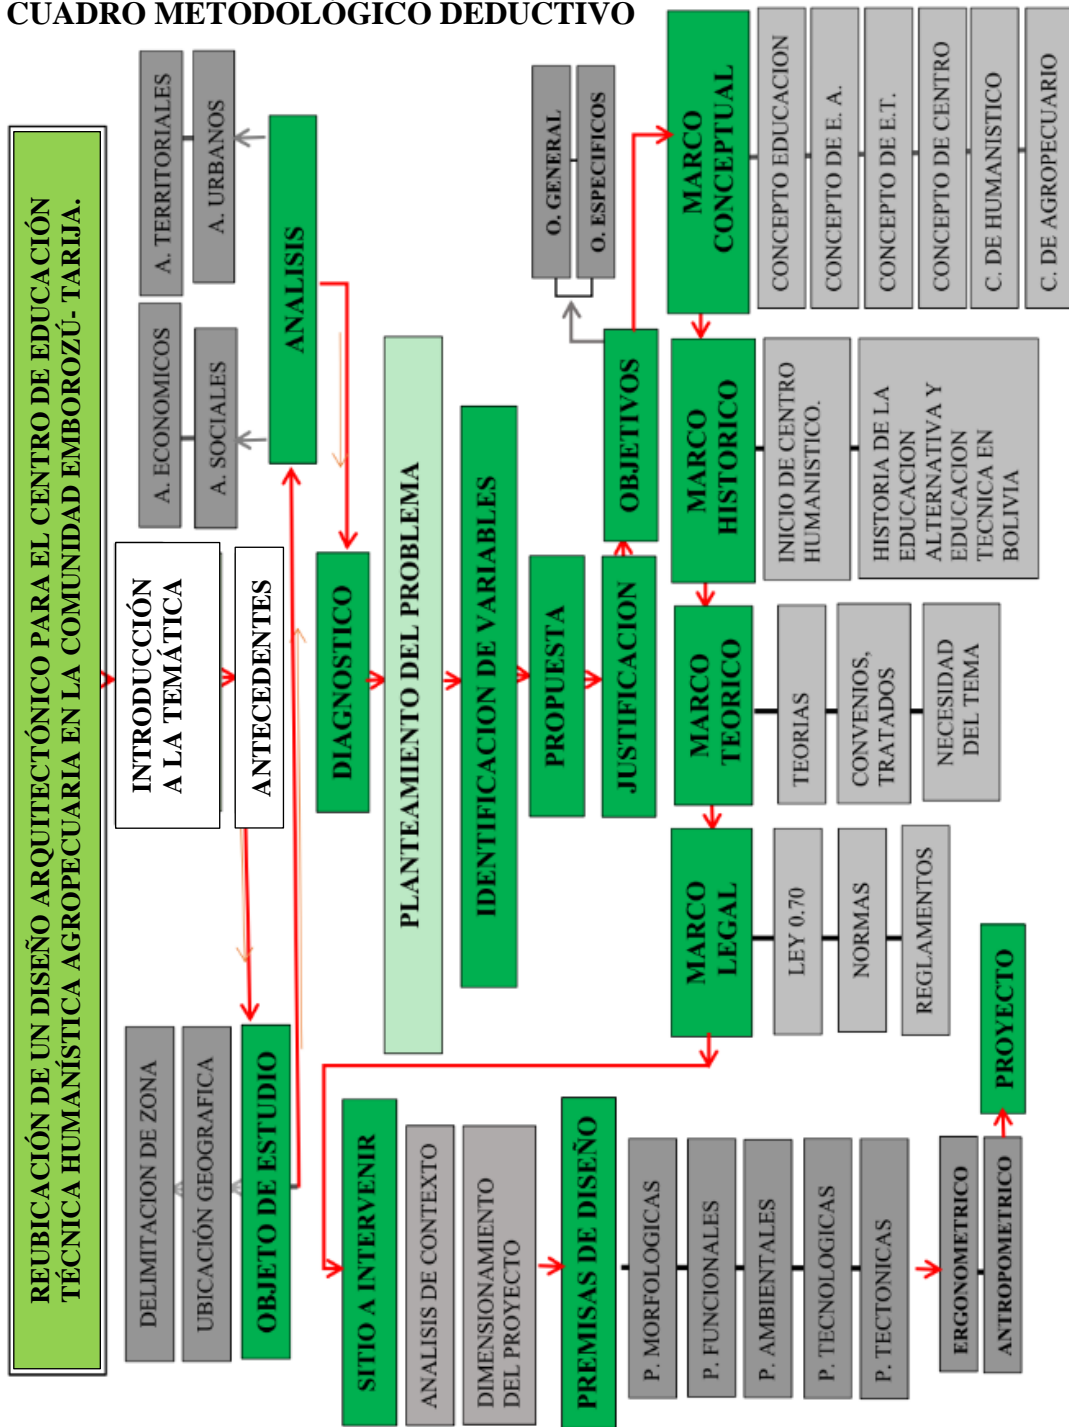 CUADRO METODOLÓGICO DEDUCTIVO
REUBICACIÓN DE UN DISEÑO ARQUITECTÓNICO PARA EL CENTRO DE EDUCACIÓN
TÉCNICA HUMANÍSTICA AGROPECUARIA EN LA COMUNIDAD EMBOROZÚ- TARIJA.
INTRODUCCIÓN
A LA TEMÁTICA
ANTECEDENTES
DELIMITACION DE ZONA
UBICACIÓN GEOGRAFICA
OBJETO DE ESTUDIO
A. ECONOMICOS
A. SOCIALES
A. TERRITORIALES
A. URBANOS
ANALISIS
DIAGNOSTICO
PLANTEAMIENTO DEL PROBLEMA
IDENTIFICACION DE VARIABLES
PROPUESTA
JUSTIFICACION
OBJETIVOS
O. GENERAL
O. ESPECIFICOS
MARCO
CONCEPTUAL
CONCEPTO EDUCACION
CONCEPTO DE E. A.
CONCEPTO DE E.T.
CONCEPTO DE CENTRO
C. DE HUMANISTICO
C. DE AGROPECUARIO
MARCO
HISTORICO
INICIO DE CENTRO
HUMANISTICO.
HISTORIA DE LA
EDUCACION
ALTERNATIVA Y
EDUCACION
TECNICA EN
BOLIVIA
MARCO
TEORICO
TEORIAS
CONVENIOS,
TRATADOS
NECESIDAD
DEL TEMA
MARCO
LEGAL
LEY 0.70
NORMAS
REGLAMENTOS
SITIO A INTERVENIR
ANALISIS DE CONTEXTO
DIMENSIONAMIENTO
DEL PROYECTO
PREMISAS DE DISEÑO
P. MORFOLOGICAS
P. FUNCIONALES
P. AMBIENTALES
P. TECNOLOGICAS
P. TECTONICAS
ERGONOMETRICO
ANTROPOMETRICO
PROYECTO